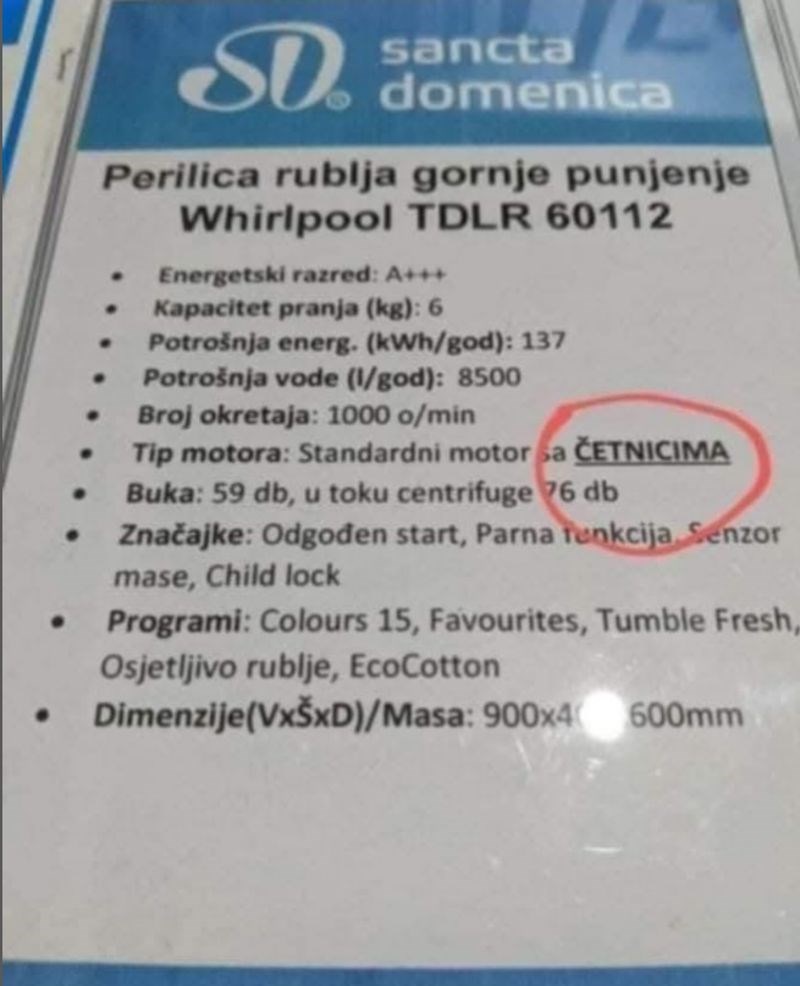 SD® sancta
domenica
Perilica rublja gornje punjenje
Whirlpool TDLR 60112
• Energetski razred: A+++
• Kapacitet pranja (kg): 6
• Potrošnja energ. (kWh/god): 137
• Potrošnja vode (l/god): 8500
• Broj okretaja: 1000 o/min
• Tip motora: Standardni motor sa ČETNICIMA
• Buka: 59 db, u toku centrifuge 76 db
• Značajke: Odgođen start, Parna funkcija, Senzor
mase, Child lock
• Programi: Colours 15, Favourites, Tumble Fresh,
Osjetljivo rublje, EcoCotton
• Dimenzije(VxŠxD)/Masa: 900x4 600mm